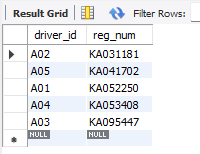 Result Grid Filter Rows:
driver_id reg_num
A02 KA031181
A05 KA041702
A01 KA052250
A04 KA053408
A03 KA095447
NULL NULL